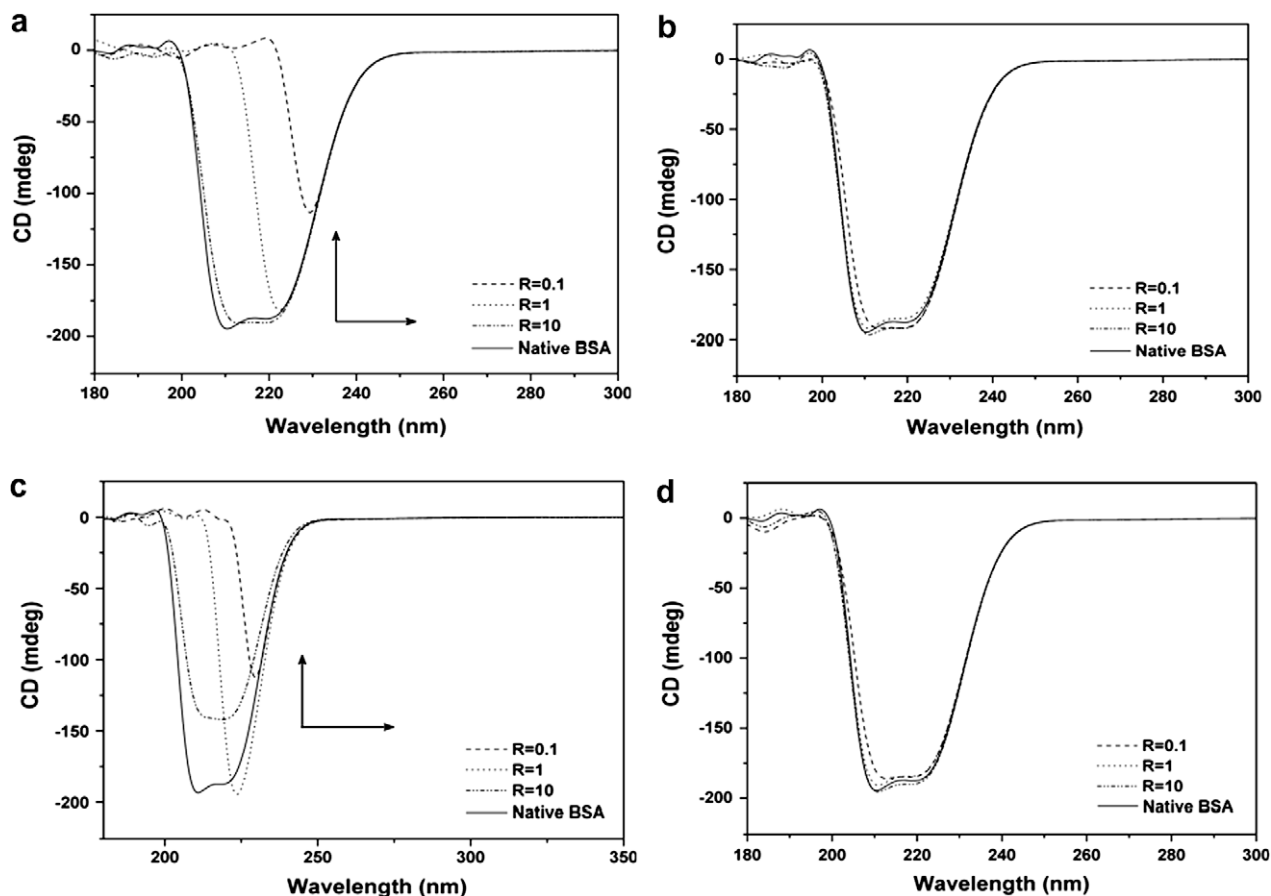 a
0
-50
-100
-150
-200
CD (mdeg)
R=0.1
R=1
R=10
Native BSA
180 200 220 240 260 280 300
Wavelength (nm)
b
0
-50
-100
-150
-200
CD (mdeg)
R=0.1
R=1
R=10
Native BSA
180 200 220 240 260 280 300
Wavelength (nm)
c
0
-50
-100
-150
-200
CD (mdeg)
R=0.1
R=1
R=10
Native BSA
200 250 300 350
Wavelength (nm)
d
0
-50
-100
-150
-200
CD (mdeg)
R=0.1
R=1
R=10
Native BSA
180 200 220 240 260 280 300
Wavelength (nm)